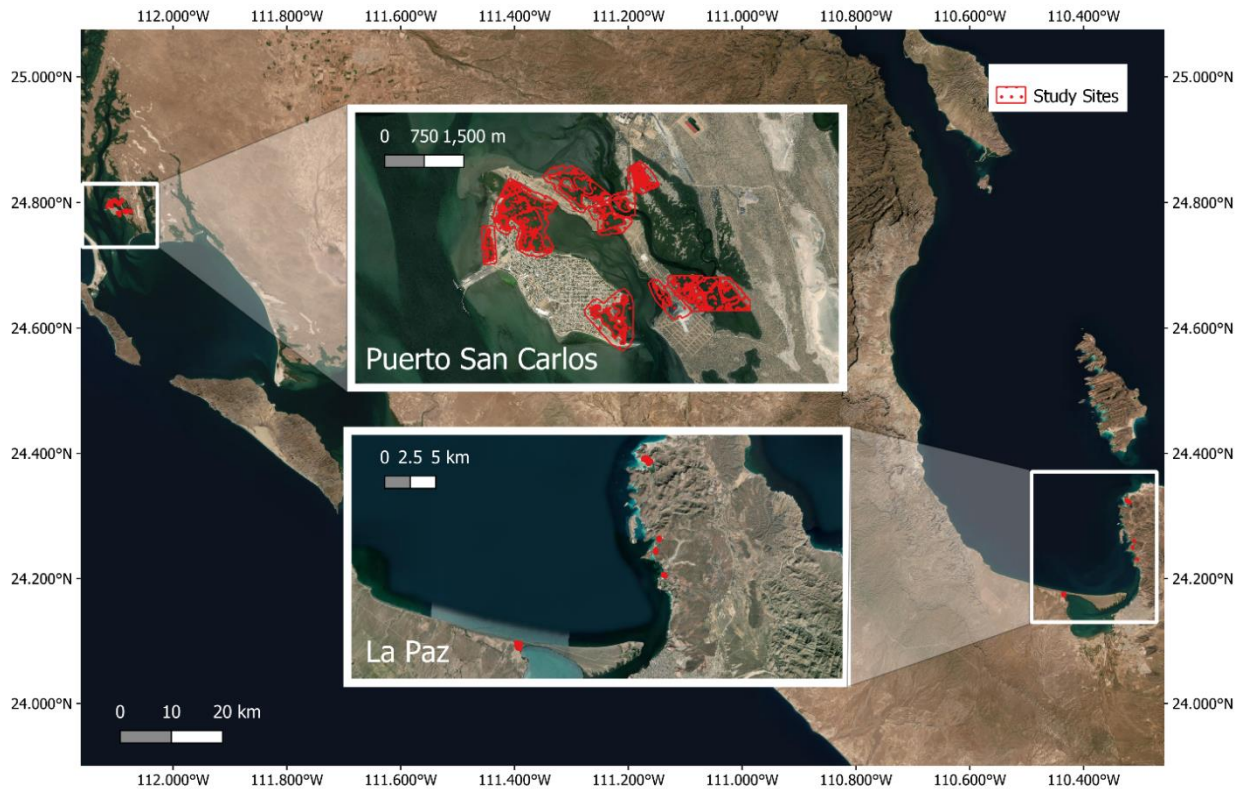 112.000°W 111.800°W 111.600°W 111.400°W 111.200°W 111.000°W 110.800°W 110.600°W 110.400°W
25.000°N 25.000°N
Study Sites
0 750 1,500 m
24.800°N 24.800°N
24.600°N 24.600°N
Puerto San Carlos
24.400°N 24.400°N
0 2.5 5 km
24.200°N 24.200°N
La Paz
24.000°N 24.000°N
0 10 20 km
112.000°W 111.800°W 111.600°W 111.400°W 111.200°W 111.000°W 110.800°W 110.600°W 110.400°W